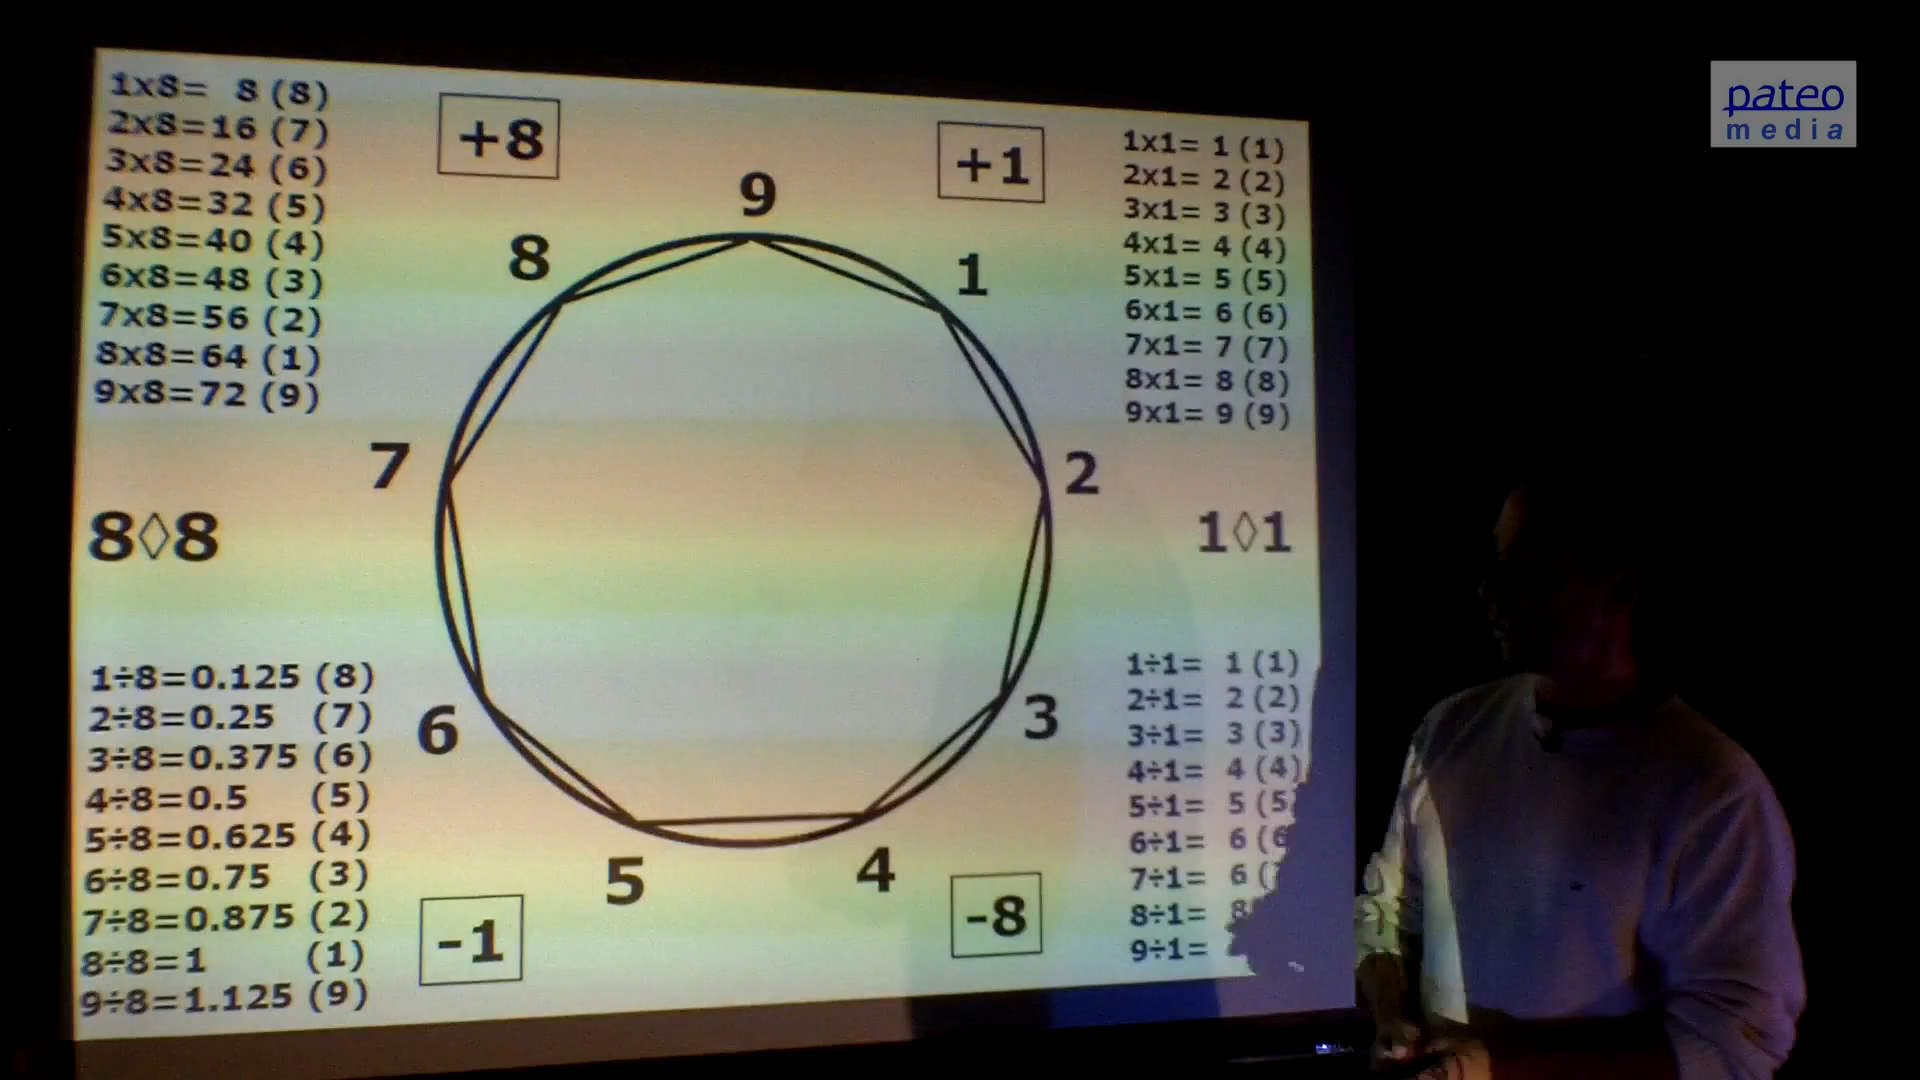 1x8= 8 (8)
2x8=16 (7)
3x8=24 (6)
4x8=32 (5)
5x8=40 (4)
6x8=48 (3)
7x8=56 (2)
8x8=64 (1)
9x8=72 (9)
+8
+1
9
8
1
7
2
6
3
5
4
1x1= 1 (1)
2x1= 2 (2)
3x1= 3 (3)
4x1= 4 (4)
5x1= 5 (5)
6x1= 6 (6)
7x1= 7 (7)
8x1= 8 (8)
9x1= 9 (9)
8◊8
1◊1
1÷8=0.125 (8)
2÷8=0.25 (7)
3÷8=0.375 (6)
4÷8=0.5 (5)
5÷8=0.625 (4)
6÷8=0.75 (3)
7÷8=0.875 (2)
8÷8=1 (1)
9÷8=1.125 (9)
-1
-8
1÷1= 1 (1)
2÷1= 2 (2)
3÷1= 3 (3)
4÷1= 4 (4)
5÷1= 5 (5
6÷1= 6 (6
7÷1= 6 (
8÷1= 8
9÷1=
pateo
media